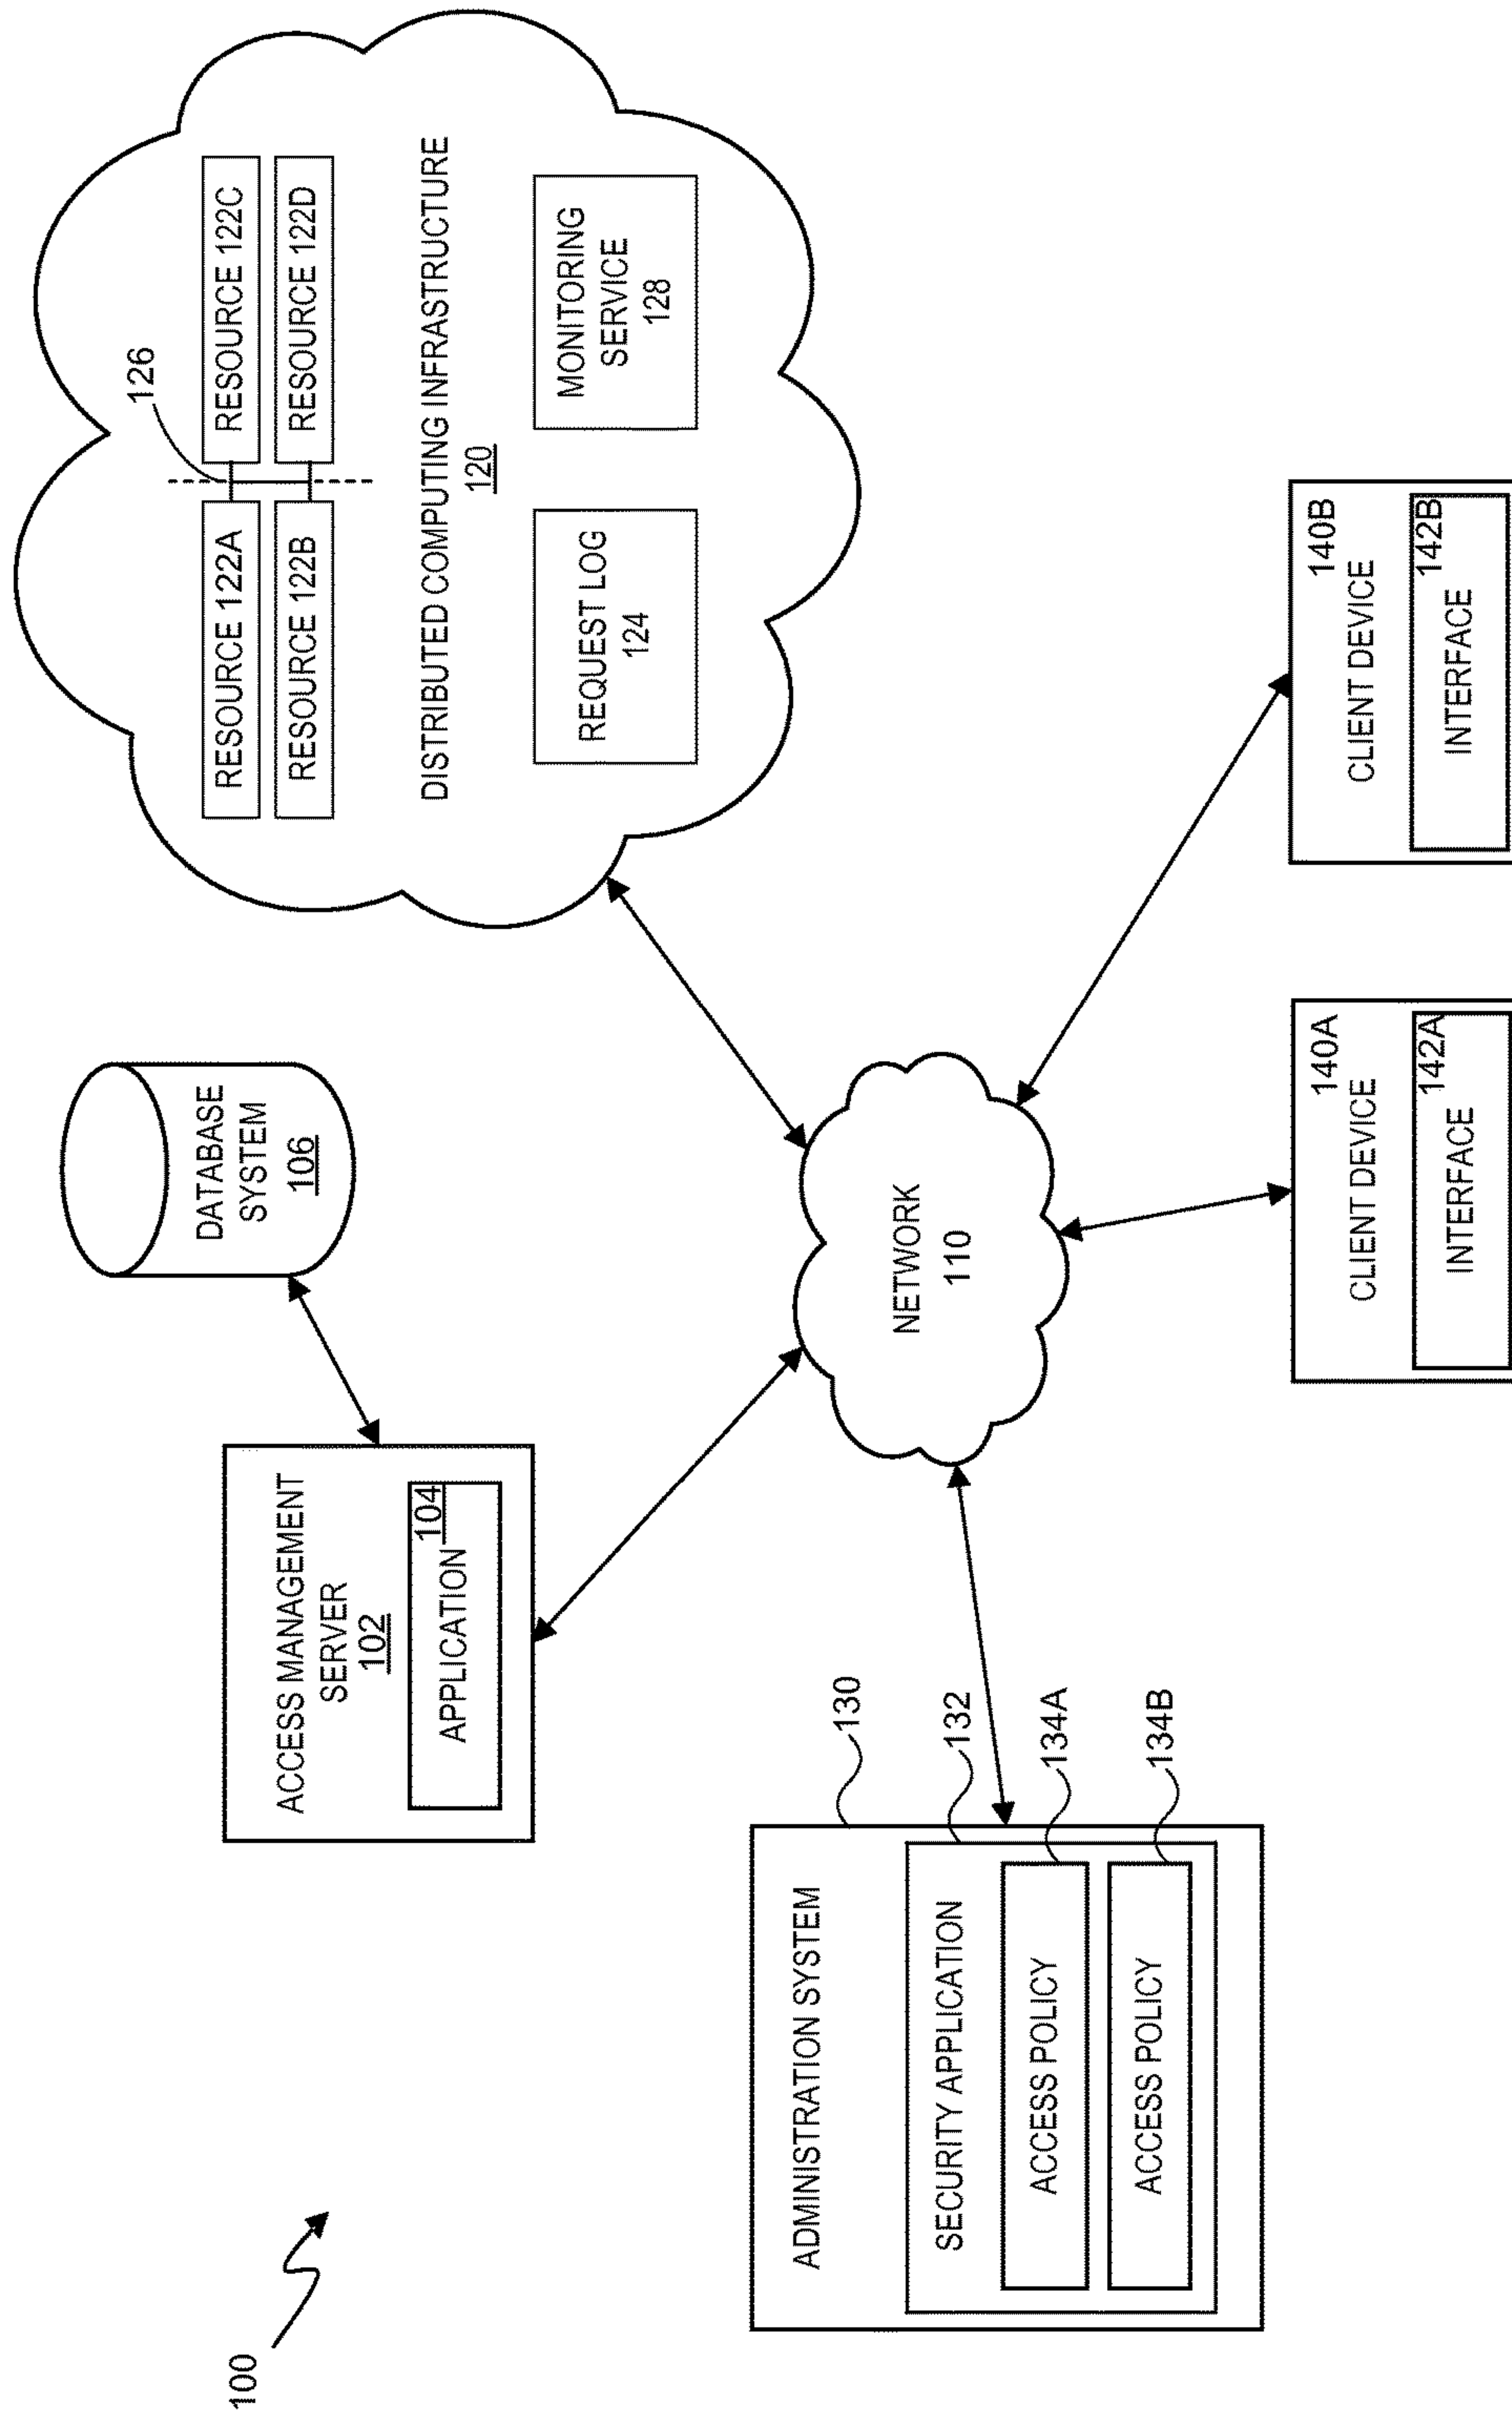 100
ACCESS MANAGEMENT
SERVER
102
APPLICATION
104
DATABASE
SYSTEM
106
126
RESOURCE 122A
RESOURCE 122C
RESOURCE 122B
RESOURCE 122D
DISTRIBUTED COMPUTING INFRASTRUCTURE
120
REQUEST LOG
124
MONITORING
SERVICE
128
NETWORK
110
130
ADMINISTRATION SYSTEM
132
SECURITY APPLICATION
134A
ACCESS POLICY
134B
ACCESS POLICY
140A
CLIENT DEVICE
142A
INTERFACE
140B
CLIENT DEVICE
142B
INTERFACE